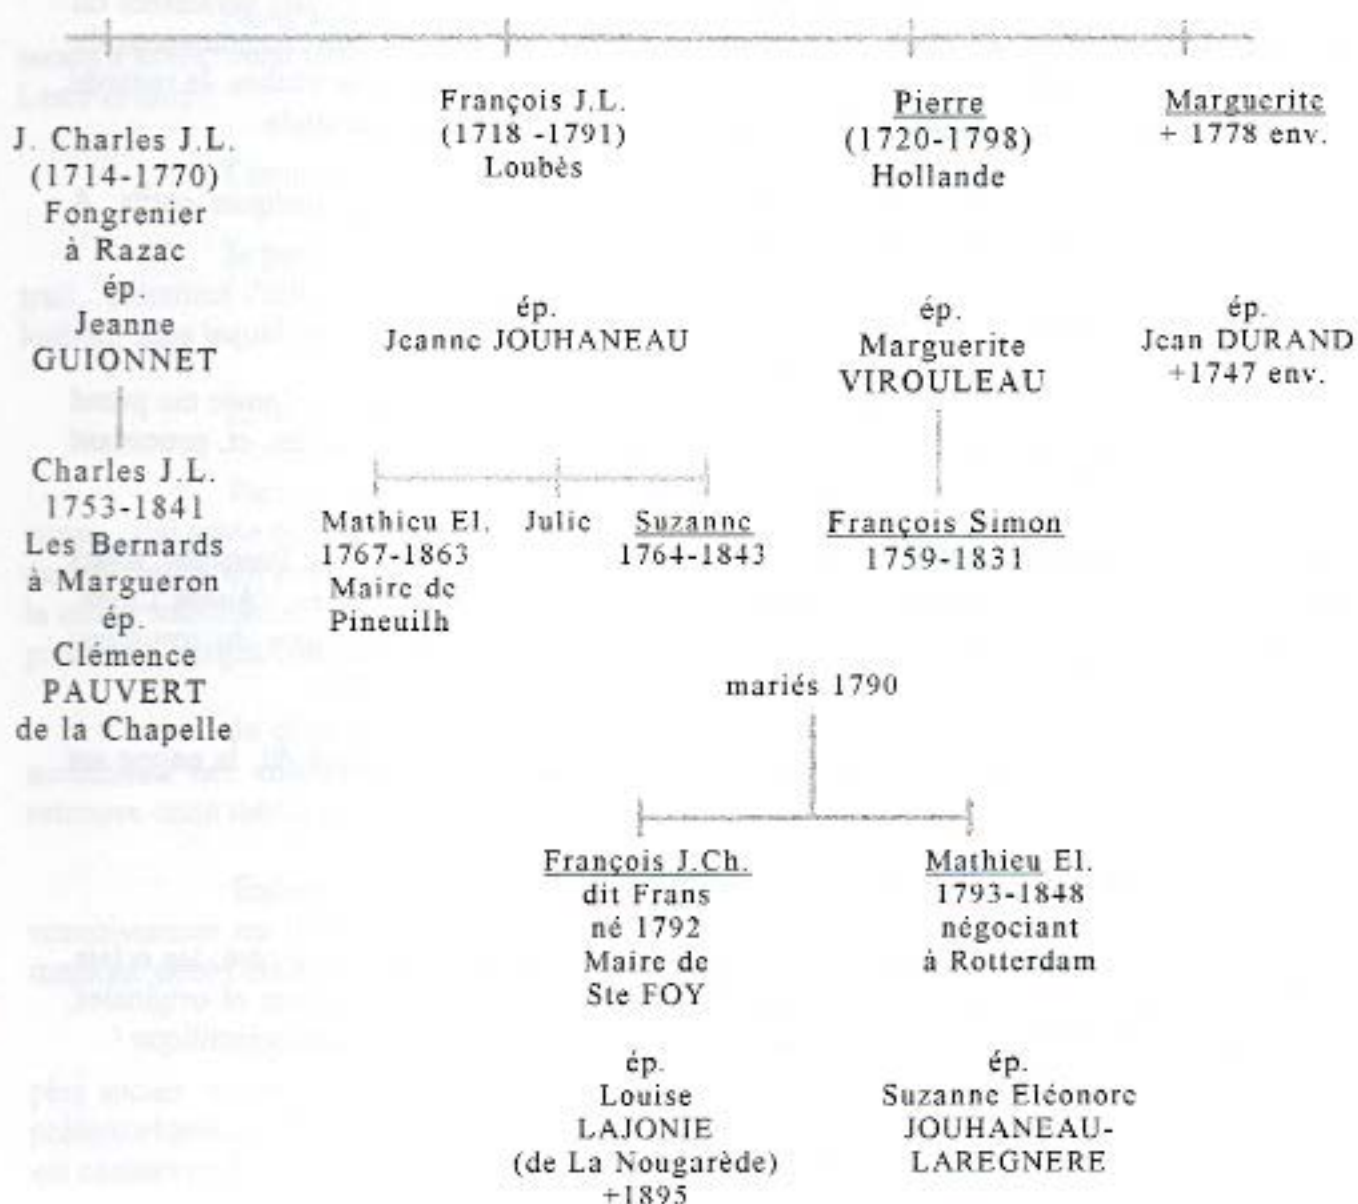 J. Charles J.L.
(1714-1770)
Fongrenier
à Razac
ép.
Jeanne
GUIONNET
François J.L.
(1718 -1791)
Loubès
ép.
Jeanne JOUHANEAU
Pierre
(1720-1798)
Hollande
ép.
Marguerite
VIROULEAU
Marguerite
+ 1778 env.
ép.
Jean DURAND
+1747 env.
Charles J.L.
1753-1841
Les Bernards
à Margueron
ép.
Clémence
PAUVERT
de la Chapelle
Mathieu El.
1767-1863
Maire de
Pineuilh
Julie
Suzanne
1764-1843
François Simon
1759-1831
mariés 1790
François J.Ch.
dit Frans
né 1792
Maire de
Ste FOY
ép.
Louise
LAJONIE
(de La Nougarède)
+1895
Mathieu El.
1793-1848
négociant
à Rotterdam
ép.
Suzanne Eléonore
JOUHANEAU-
LAREGNERE